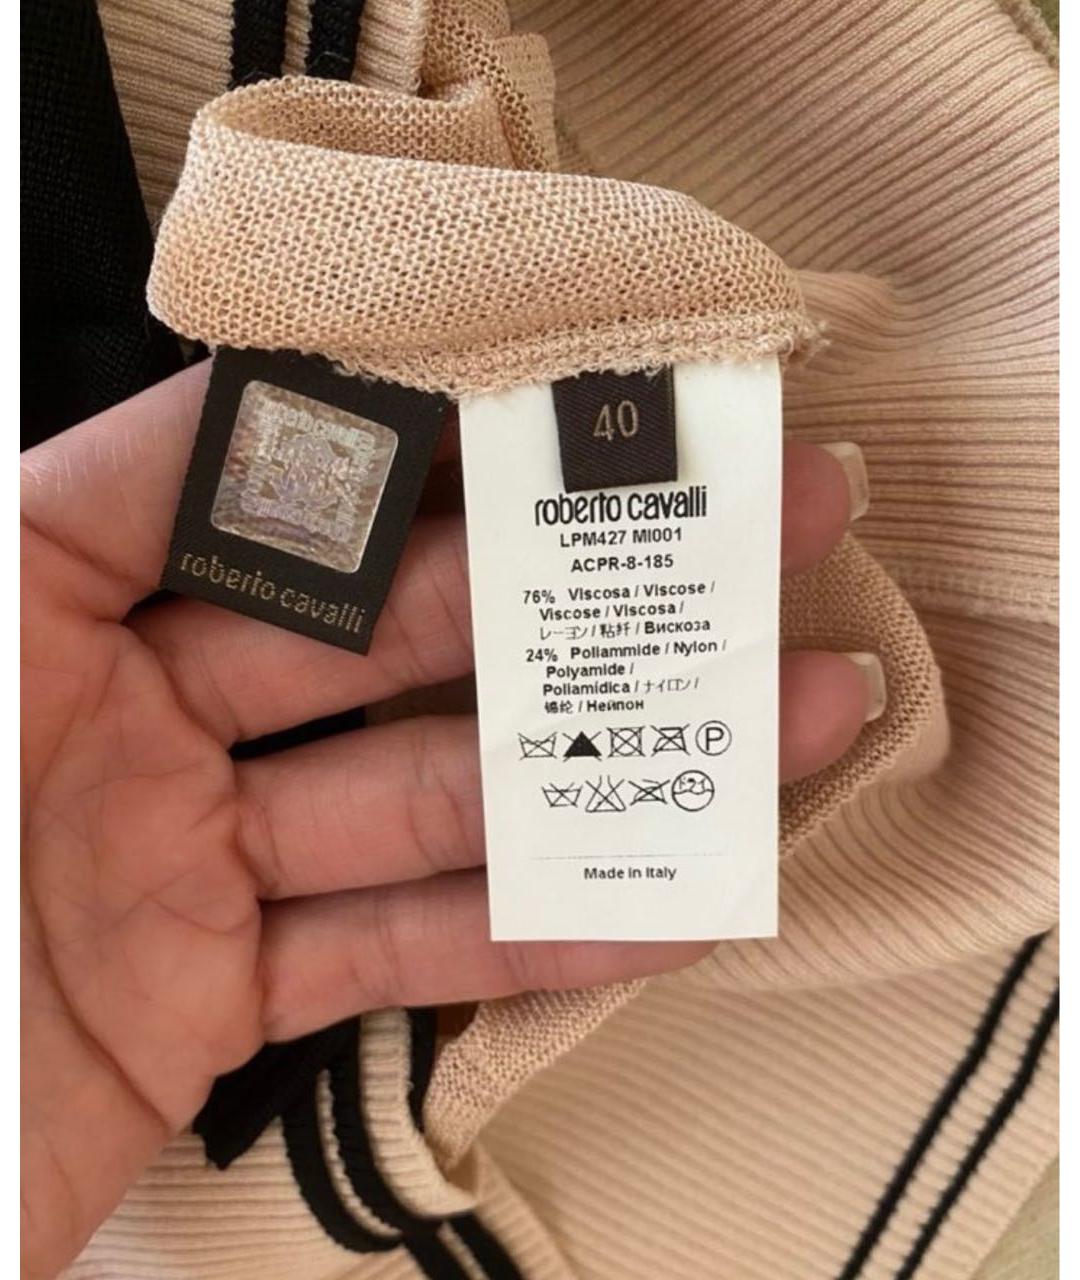 40
roberto cavalli
LPM427 MI001
ACPR-8-185
76% Viscosa / Viscose /
Viscose / Viscosa /
レーヨン / 粘纤 / Вискоза
24% Poliammide / Nylon /
Polyamide /
Poliamídica / ナイロン /
锦纶 / Нейлон
P
Made in Italy
roberto cavalli